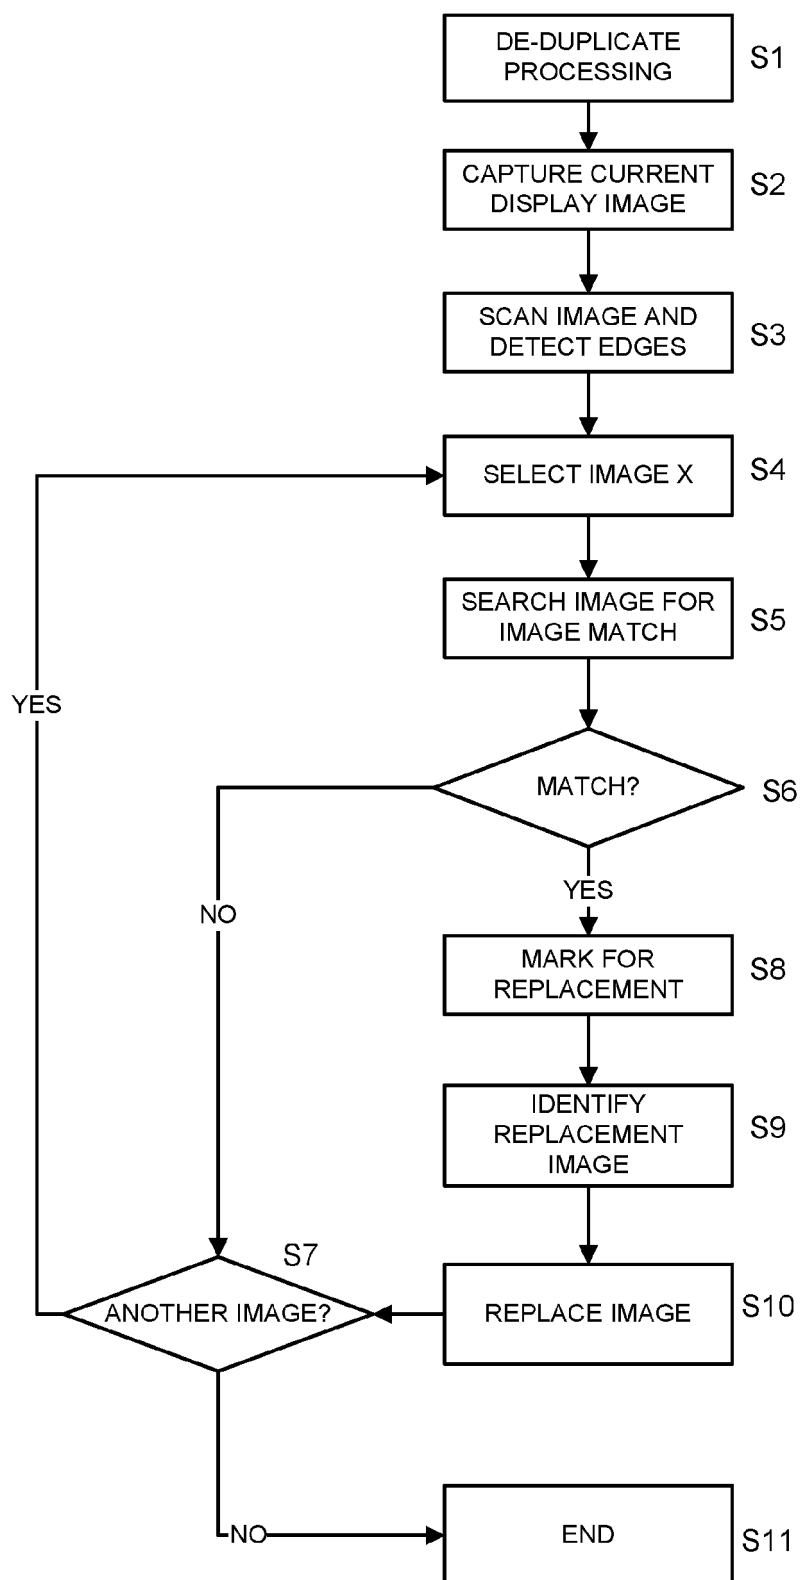 DE-DUPLICATE
PROCESSING
S1
CAPTURE CURRENT
DISPLAY IMAGE
S2
SCAN IMAGE AND
DETECT EDGES
S3
SELECT IMAGE X
S4
SEARCH IMAGE FOR
IMAGE MATCH
S5
YES
MATCH?
S6
YES
NO
MARK FOR
REPLACEMENT
S8
IDENTIFY
REPLACEMENT
IMAGE
S9
S7
ANOTHER IMAGE?
REPLACE IMAGE
S10
NO
END
S11